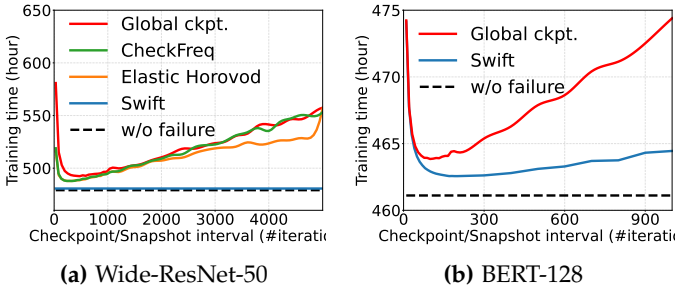 650
600
550
500
Training time (hour)
Global ckpt.
CheckFreq
Elastic Horovod
Swift
w/o failure
0 1000 2000 3000 4000
Checkpoint/Snapshot interval (#iteratio
(a) Wide-ResNet-50
475
470
465
460
Training time (hour)
Global ckpt.
Swift
w/o failure
0 300 600 900
Checkpoint/Snapshot interval (#iteratio
(b) BERT-128